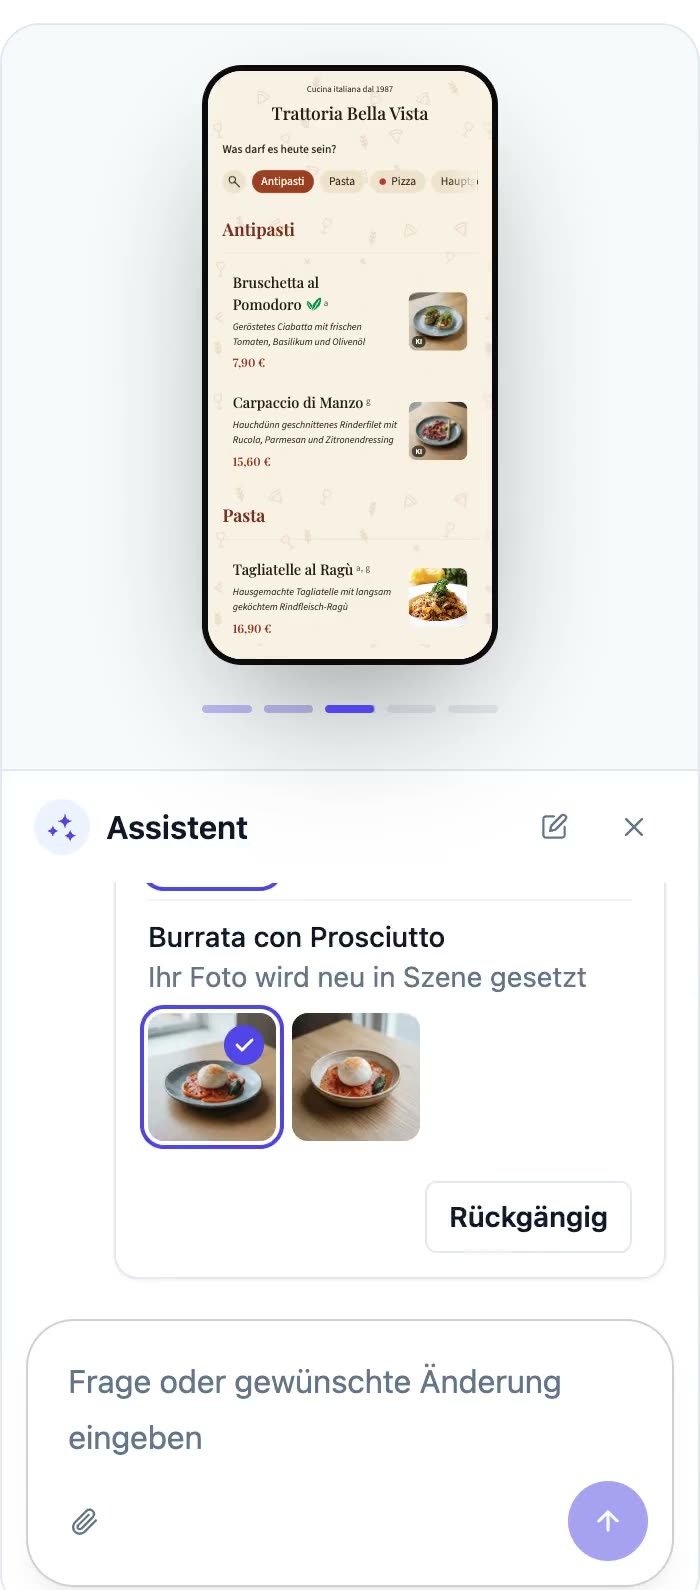 Cucina italiana dal 1987
Trattoria Bella Vista
Was darf es heute sein?
Antipasti Pasta Pizza Haupts
Antipasti
Bruschetta al
Pomodoro a
Geröstetes Ciabatta mit frischen
Tomaten, Basilikum und Olivenöl
7,90 €
KI
Carpaccio di Manzo g
Hauchdünn geschnittenes Rinderfilet mit
Rucola, Parmesan und Zitronendressing
15,60 €
KI
Pasta
Tagliatelle al Ragù a, g
Hausgemachte Tagliatelle mit langsam
geköchtem Rindfleisch-Ragù
16,90 €
Assistent
Burrata con Prosciutto
Ihr Foto wird neu in Szene gesetzt
Rückgängig
Frage oder gewünschte Änderung
eingeben